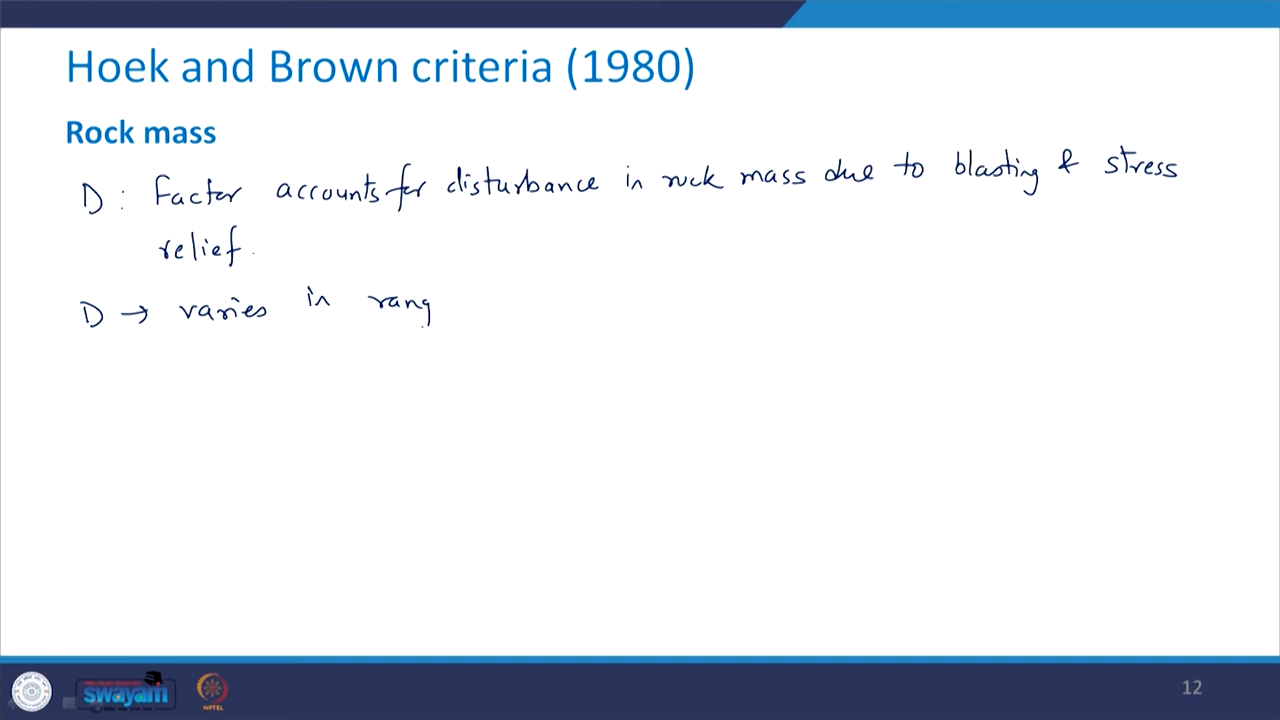 Hoek and Brown criteria (1980)
Rock mass
D : Factor accounts for disturbance in rock mass due to blasting & stress
relief.
D → varies in rang
swayam
NPTEL
12